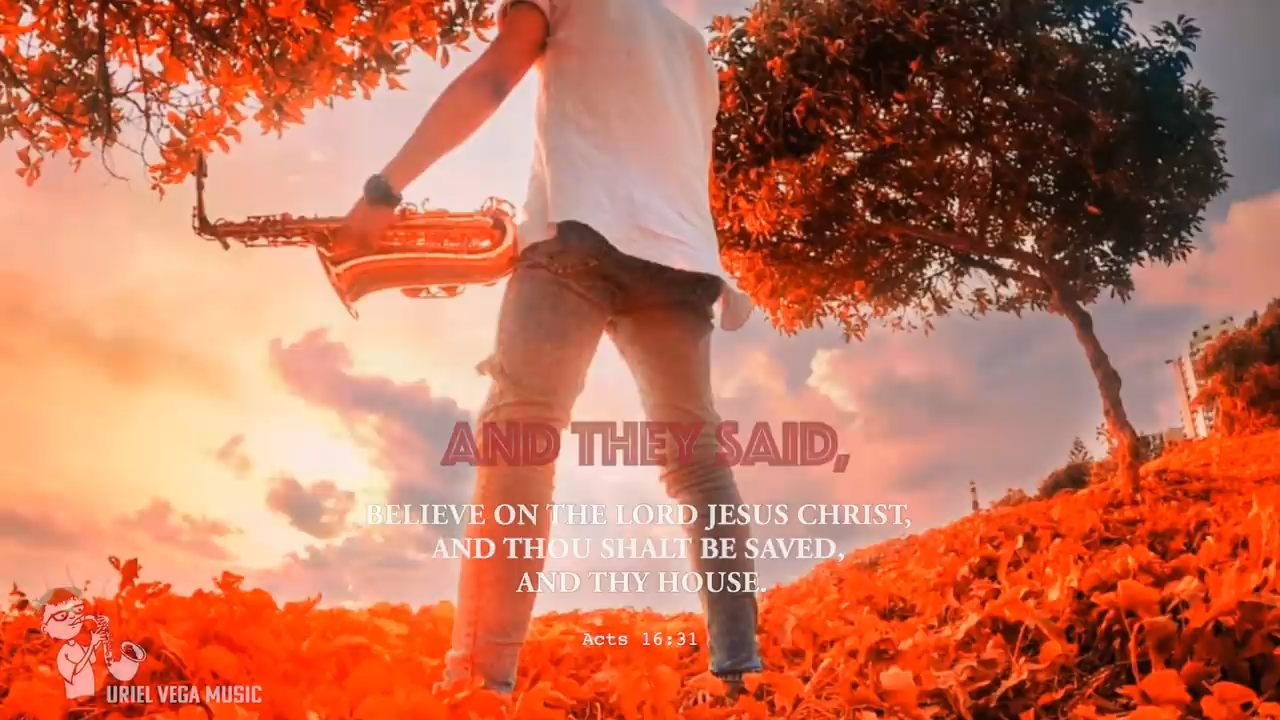 AND THEY SAID,
BELIEVE ON THE LORD JESUS CHRIST,
AND THOU SHALT BE SAVED,
AND THY HOUSE.
Acts 16:31
URIEL VEGA MUSIC